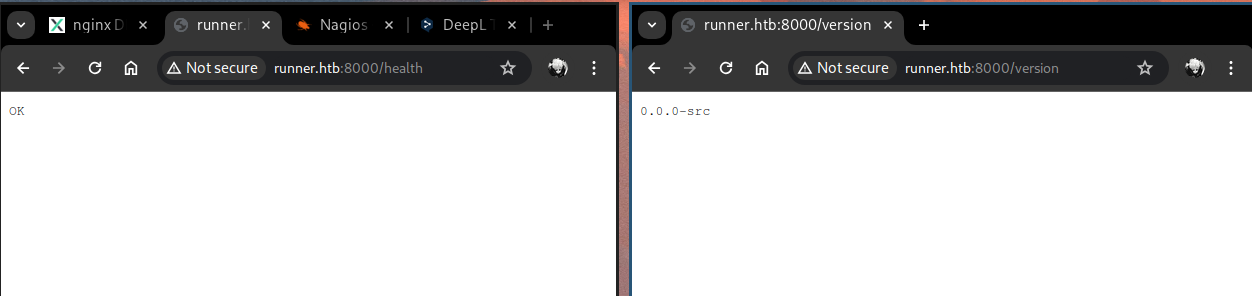 nginx D
runner.
Nagios
DeepL T
Not secure
runner.htb:8000/health
OK
runner.htb:8000/version
Not secure
runner.htb:8000/version
0.0.0-src